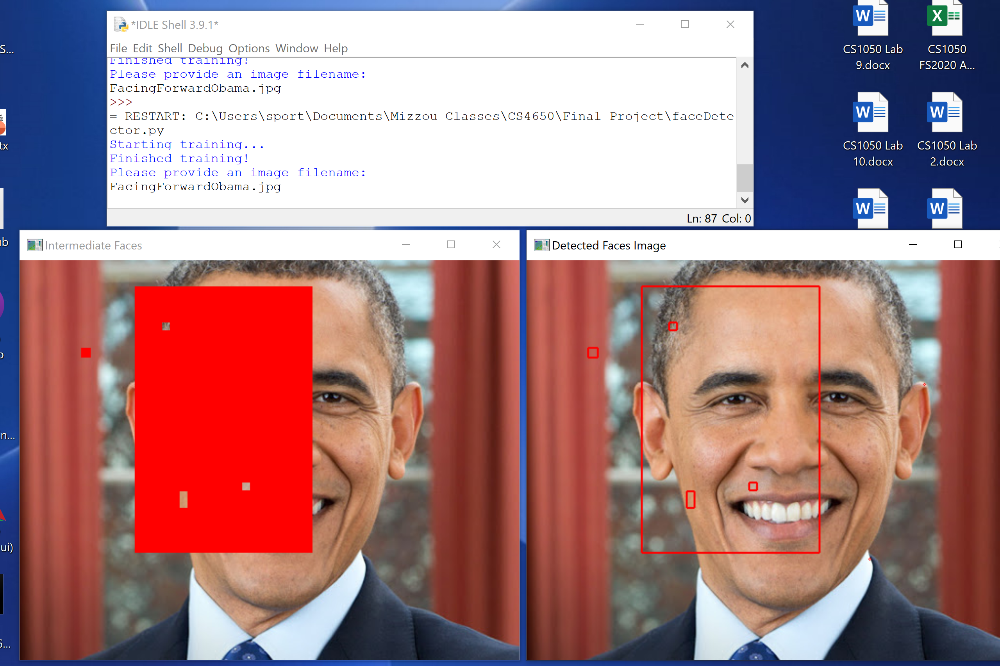 *IDLE Shell 3.9.1*
File Edit Shell Debug Options Window Help
Finished training!
Please provide an image filename:
FacingForwardObama.jpg
>>>
= RESTART: C:\Users\sport\Documents\Mizzou Classes\CS4650\Final Project\faceDete
ctor.py
Starting training...
Finished training!
Please provide an image filename:
FacingForwardObama.jpg
Ln: 87 Col: 0
CS1050 Lab
9.docx
CS1050
FS2020 A...
CS1050 Lab
10.docx
CS1050 Lab
2.docx
S...
tx
ub
n...
ui)
Intermediate Faces
Detected Faces Image